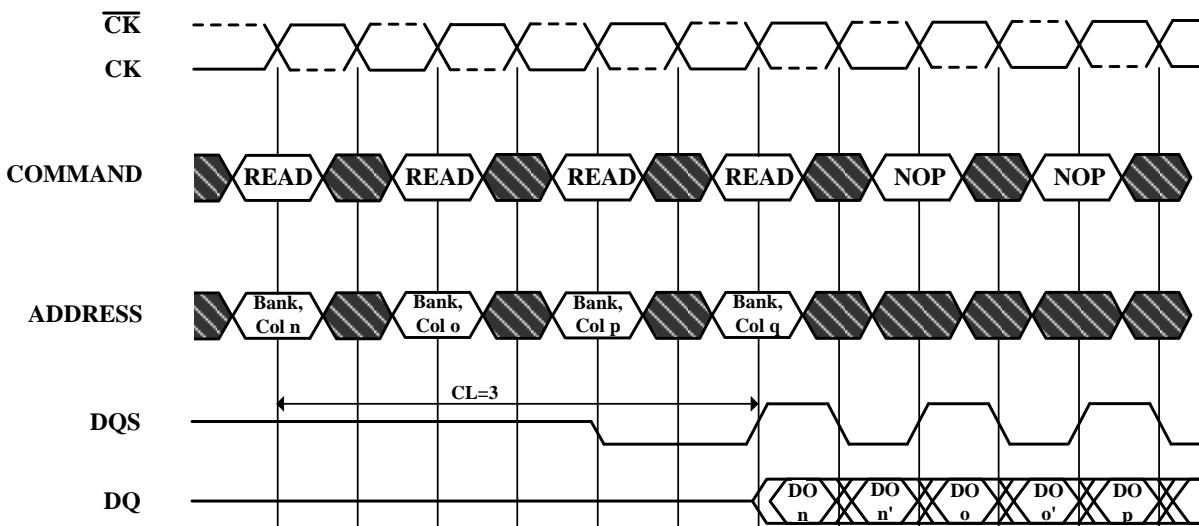 CK
CK
COMMAND READ READ READ READ NOP NOP
ADDRESS
Bank, Col n
Bank, Col o
Bank, Col p
Bank, Col q
CL=3
DQS
DQ
DO n
DO n'
DO o
DO o'
DO p